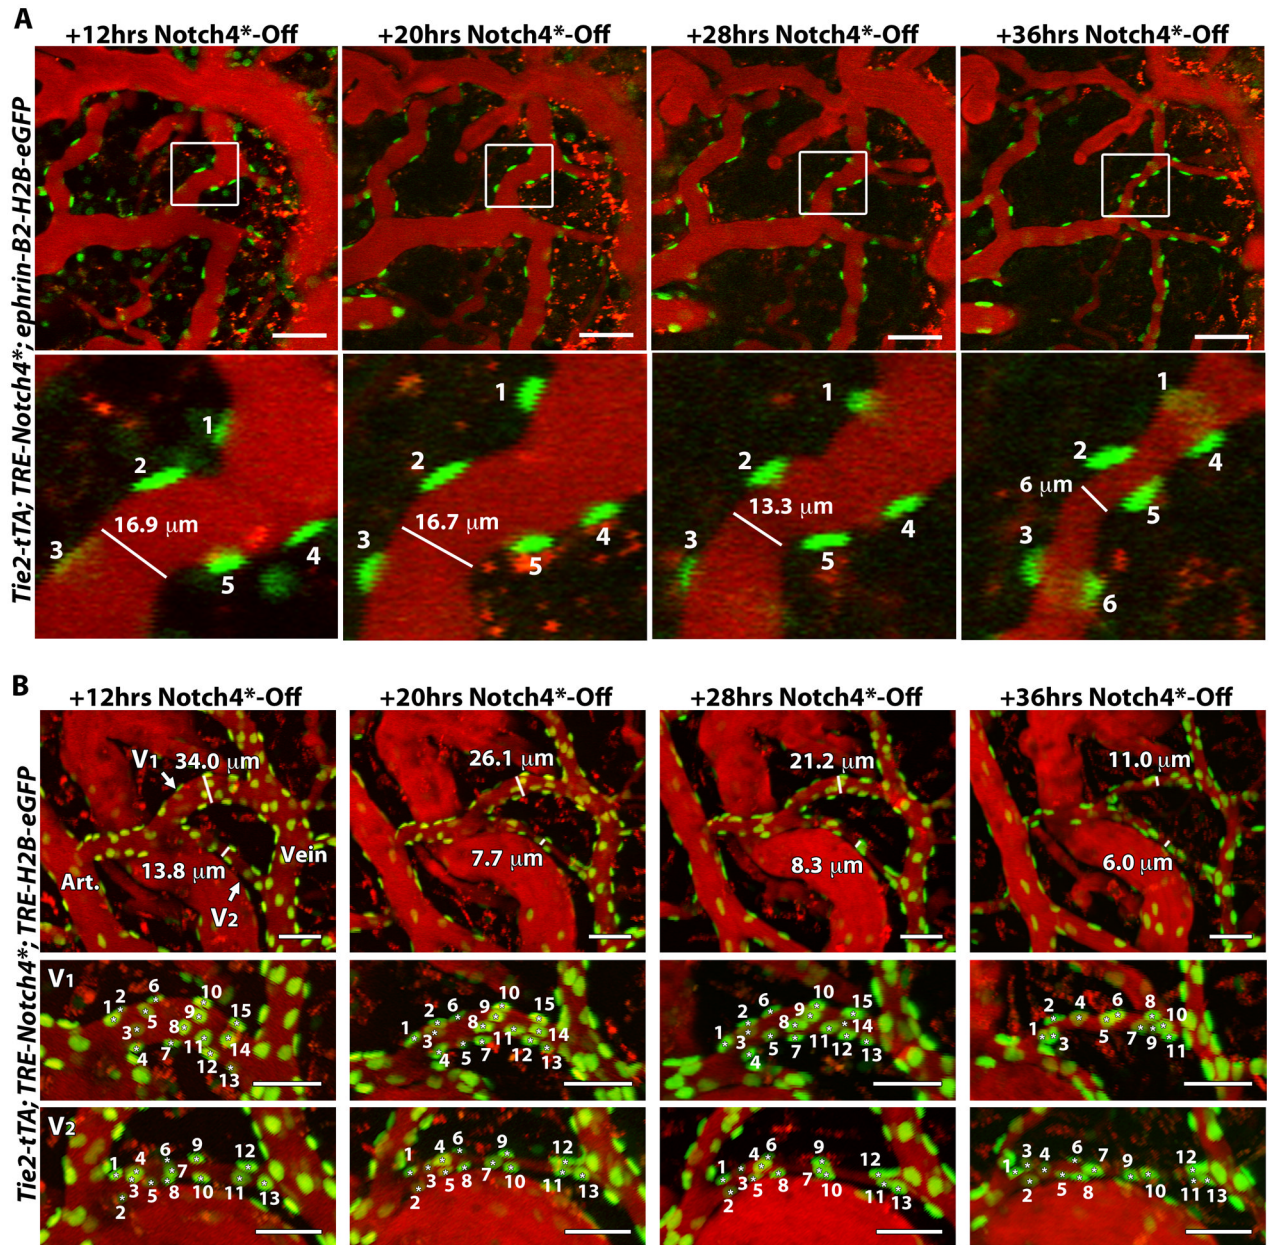 A
+12hrs Notch4*-Off +20hrs Notch4*-Off +28hrs Notch4*-Off +36hrs Notch4*-Off
Tie2-tTA; TRE-Notch4*; ephrin-B2-H2B-eGFP
1 2 3 4 5 16.9 μm
1 2 3 4 5 16.7 μm
1 2 3 4 5 13.3 μm
1 2 3 4 5 6 6 μm
B
+12hrs Notch4*-Off +20hrs Notch4*-Off +28hrs Notch4*-Off +36hrs Notch4*-Off
Tie2-tTA; TRE-Notch4*; TRE-H2B-eGFP
V1 34.0 μm 13.8 μm Vein Art. V2
26.1 μm 7.7 μm
21.2 μm 8.3 μm
11.0 μm 6.0 μm
V1 1 2 3 4 5 6 7 8 9 10 11 12 13 14 15
1 2 3 4 5 6 7 8 9 10 11 12 13 14 15
1 2 3 4 5 6 7 8 9 10 11 12 13 14 15
1 2 3 4 5 6 7 8 9 10 11
V2 1 2 3 4 5 6 7 8 9 10 11 12 13
1 2 3 4 5 6 7 8 9 10 11 12 13
1 2 3 4 5 6 7 8 9 10 11 12 13
1 2 3 4 5 6 7 8 9 10 11 12 13